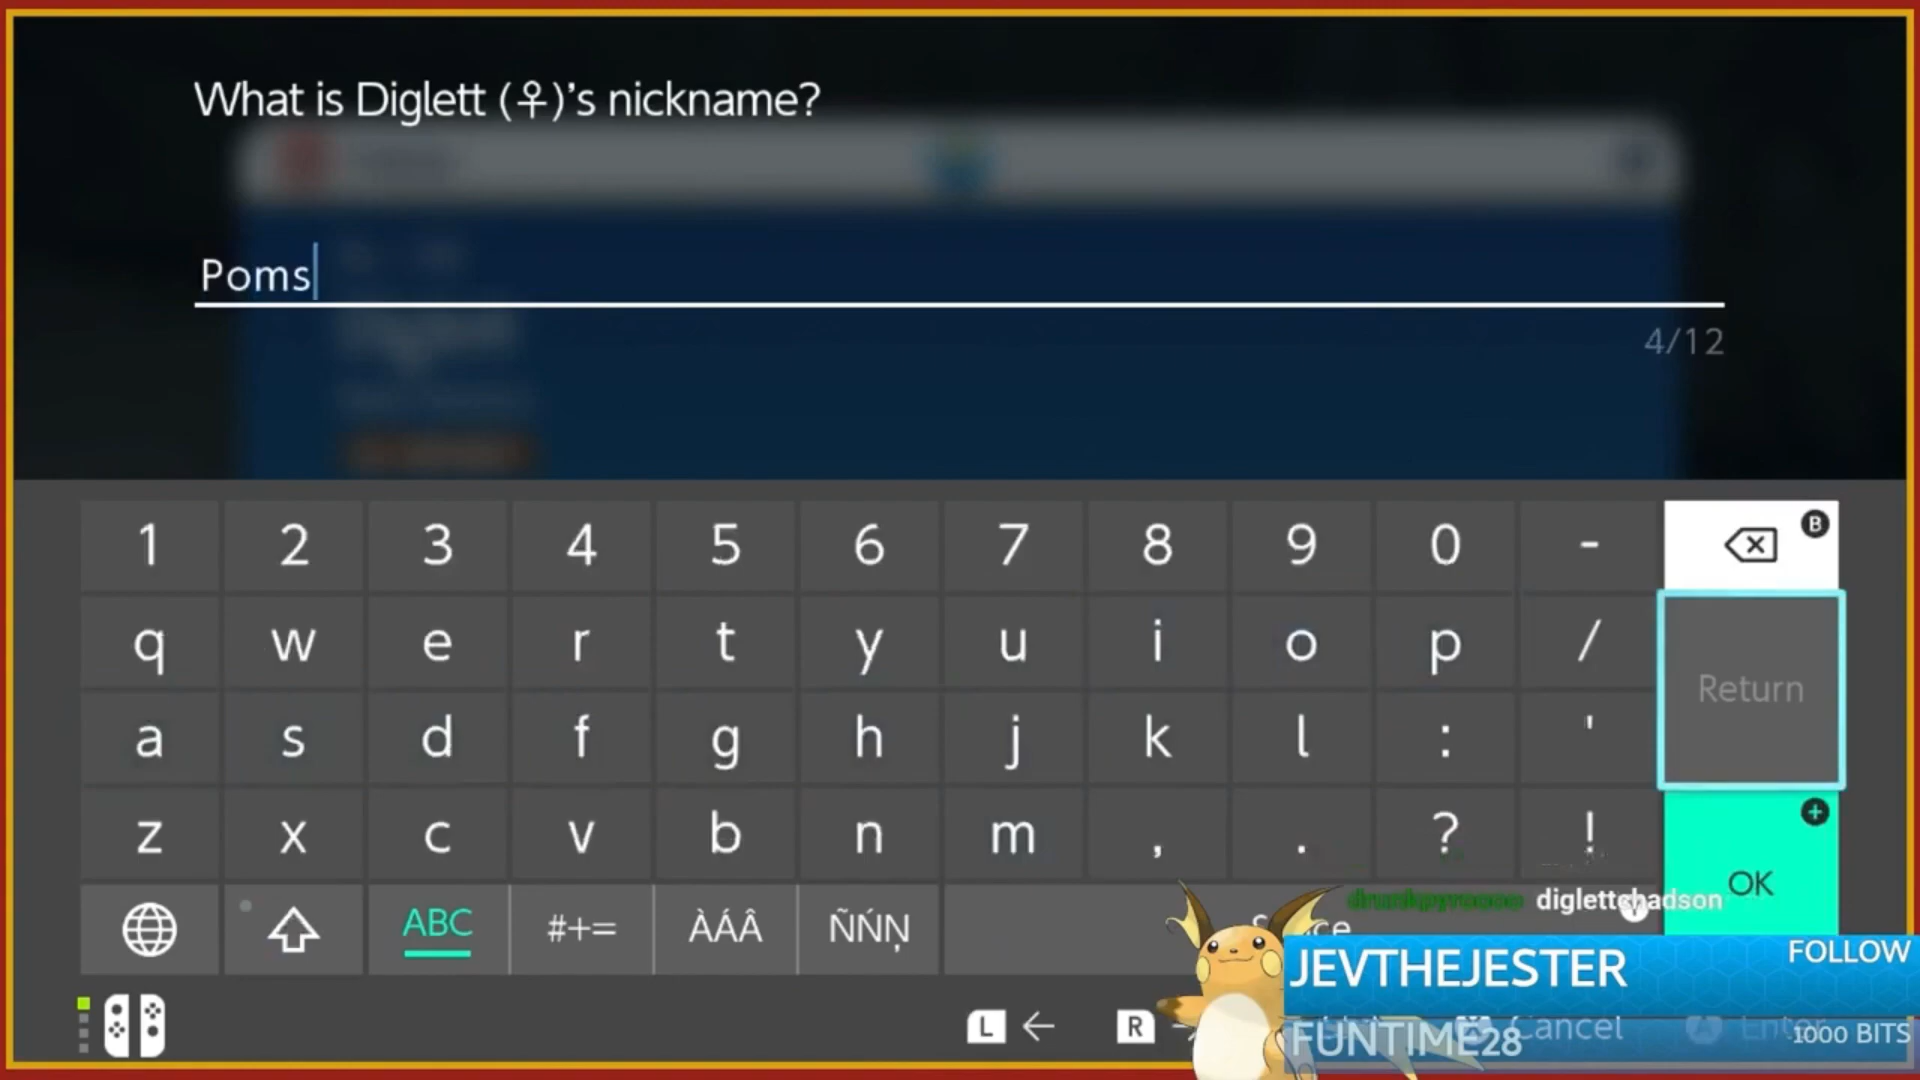 What is Diglett (♀)'s nickname?
Poms
4/12
1 2 3 4 5 6 7 8 9 0 - B
q w e r t y u i o p /
Return
a s d f g h j k l : '
z x c v b n m , . ? ! +
OK
diglettchadson
ABC #+= ÀÁÂ ÑŃŅ
JEVTHEJESTER FOLLOW
L ← R
Cancel Enter
FUNTIME28 1000 BITS